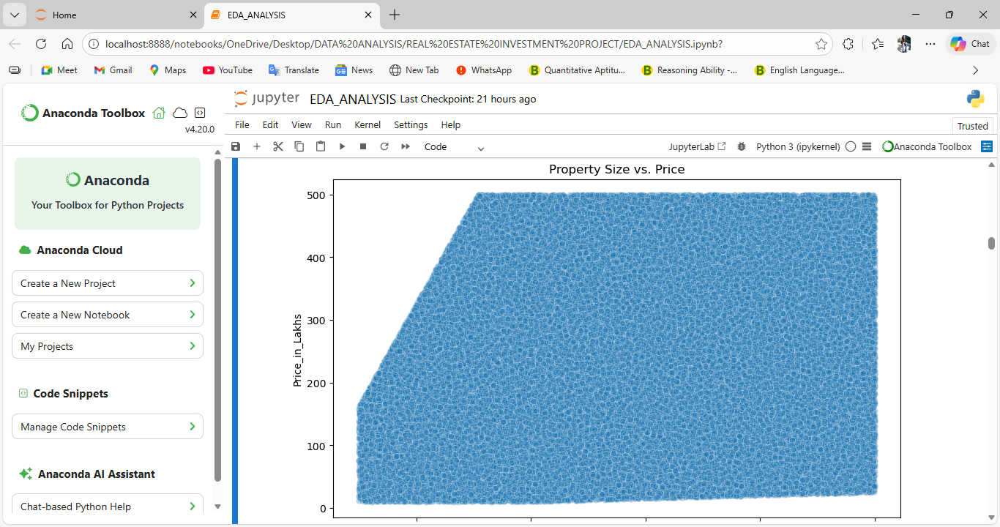 Home
EDA_ANALYSIS
localhost:8888/notebooks/OneDrive/Desktop/DATA%20ANALYSIS/REAL%20ESTATE%20INVESTMENT%20PROJECT/EDA_ANALYSIS.ipynb?
Chat
Meet
Gmail
Maps
YouTube
Translate
News
New Tab
WhatsApp
Quantitative Aptitu...
Reasoning Ability -...
English Language...
Anaconda Toolbox
v4.20.0
Anaconda
Your Toolbox for Python Projects
Anaconda Cloud
Create a New Project
Create a New Notebook
My Projects
Code Snippets
Manage Code Snippets
Anaconda AI Assistant
Chat-based Python Help
jupyter EDA_ANALYSIS Last Checkpoint: 21 hours ago
File Edit View Run Kernel Settings Help
Trusted
Code
JupyterLab
Python 3 (ipykernel)
Anaconda Toolbox
Property Size vs. Price
Price_in_Lakhs
500
400
300
200
100
0